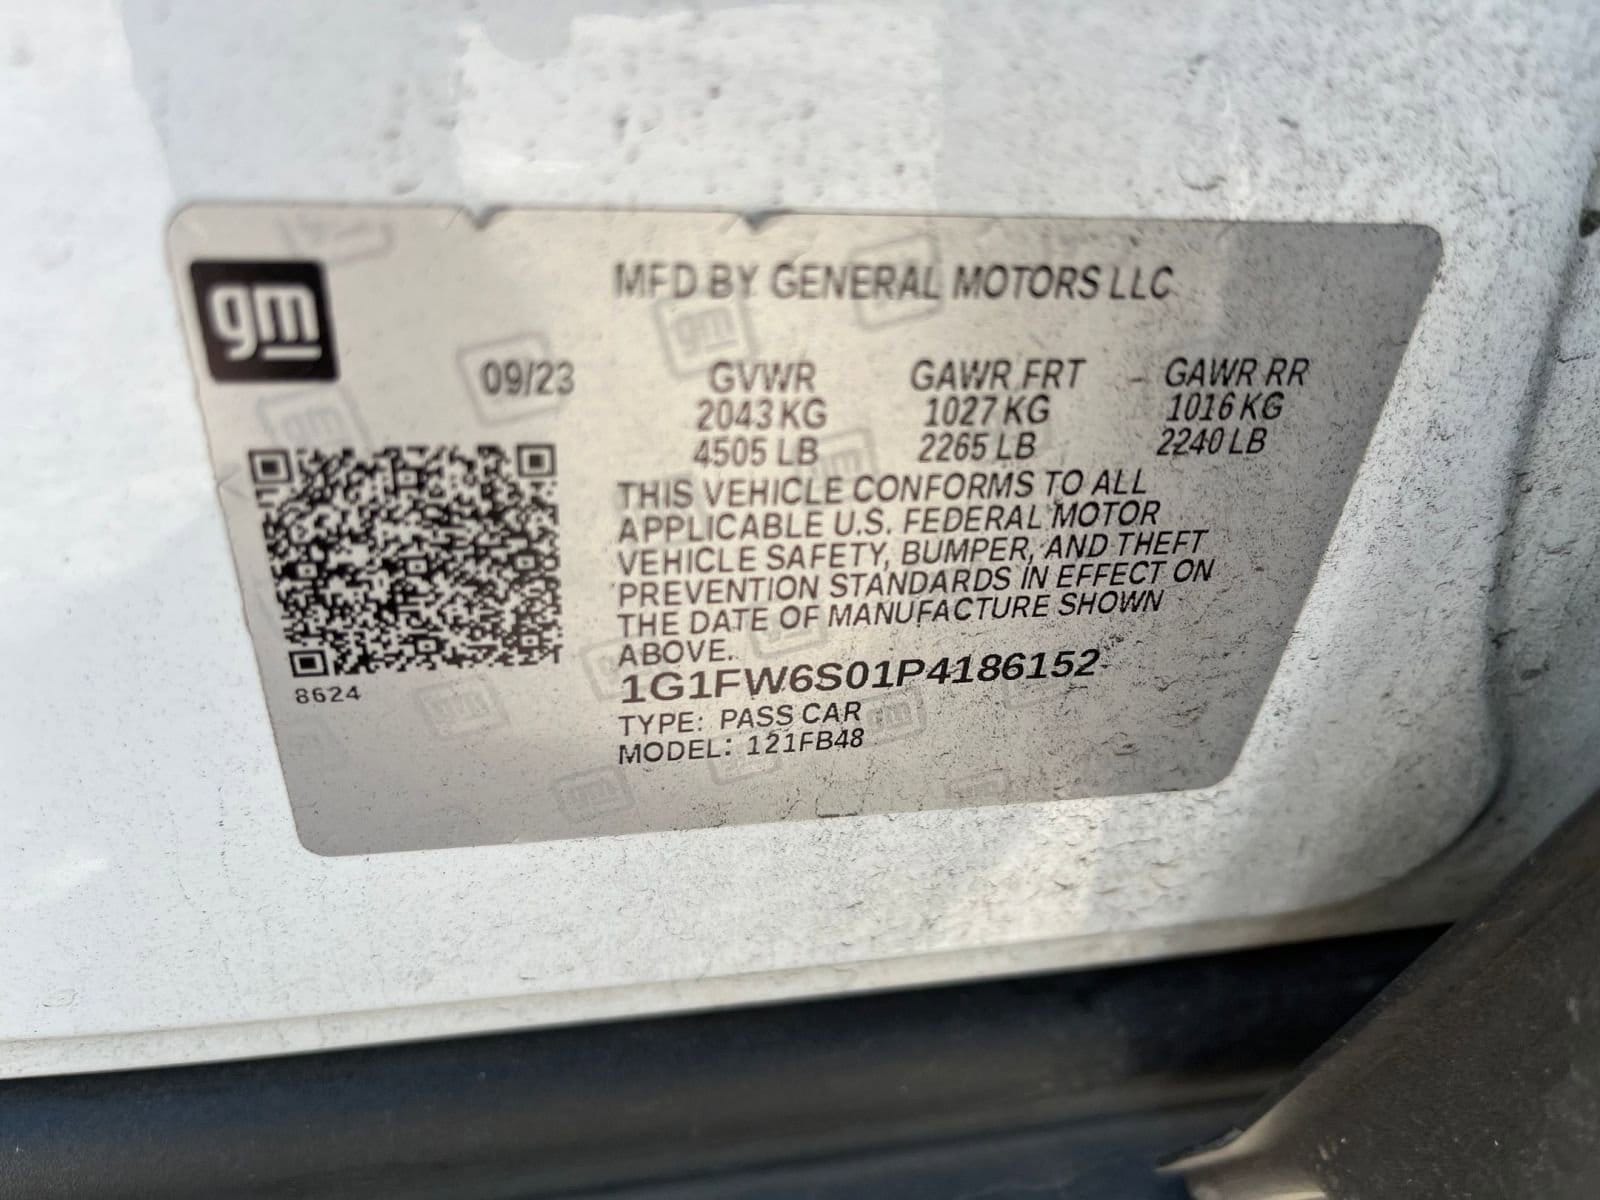 gm
MFD BY GENERAL MOTORS LLC
09/23 GVWR GAWR FRT GAWR RR
2043 KG 1027 KG 1016 KG
4505 LB 2265 LB 2240 LB
THIS VEHICLE CONFORMS TO ALL
APPLICABLE U.S. FEDERAL MOTOR
VEHICLE SAFETY, BUMPER, AND THEFT
PREVENTION STANDARDS IN EFFECT ON
THE DATE OF MANUFACTURE SHOWN
ABOVE.
1G1FW6S01P4186152
8624
TYPE: PASS CAR
MODEL: 121FB48